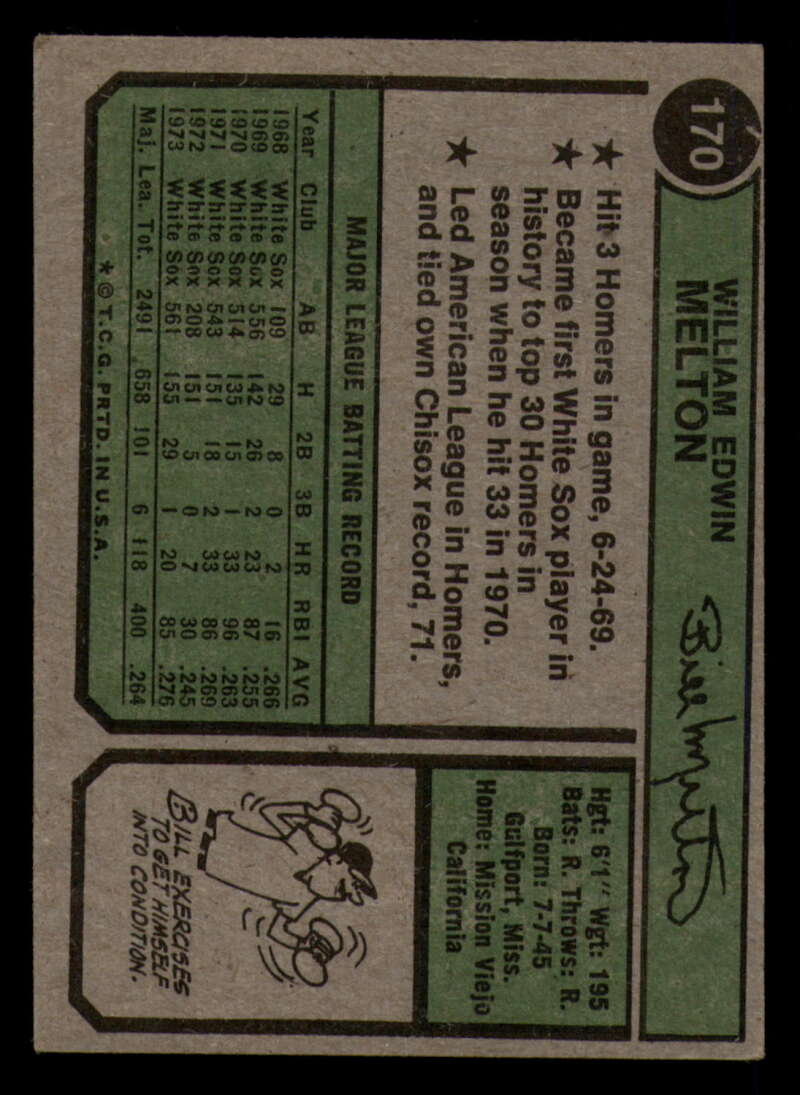 170
WILLIAM EDWIN
MELTON
Bill Melton
★ Hit 3 Homers in game, 6-24-69.
★ Became first White Sox player in
history to top 30 Homers in
season when he hit 33 in 1970.
★ Led American League in Homers,
and tied own Chisox record, 71.
MAJOR LEAGUE BATTING RECORD
Year Club AB H 2B 3B HR RBI AVG
1968 White Sox 109 29 8 0 2 16 .266
1969 White Sox 556 142 26 2 23 87 .255
1970 White Sox 514 135 15 1 33 96 .263
1971 White Sox 543 151 18 2 33 86 .269
1972 White Sox 208 151 5 0 7 30 .245
1973 White Sox 561 155 29 1 20 85 .276
Maj. Lea. Tot. 2491 658 101 6 118 400 .264
* © T.C.G. PRTD. IN U.S.A.
Hgt: 6'1" Wgt: 195
Bats: R. Throws: R.
Born: 7-7-45
Gulfport, Miss.
Home: Mission Viejo
California
BILL EXERCISES
TO GET HIMSELF
INTO CONDITION.